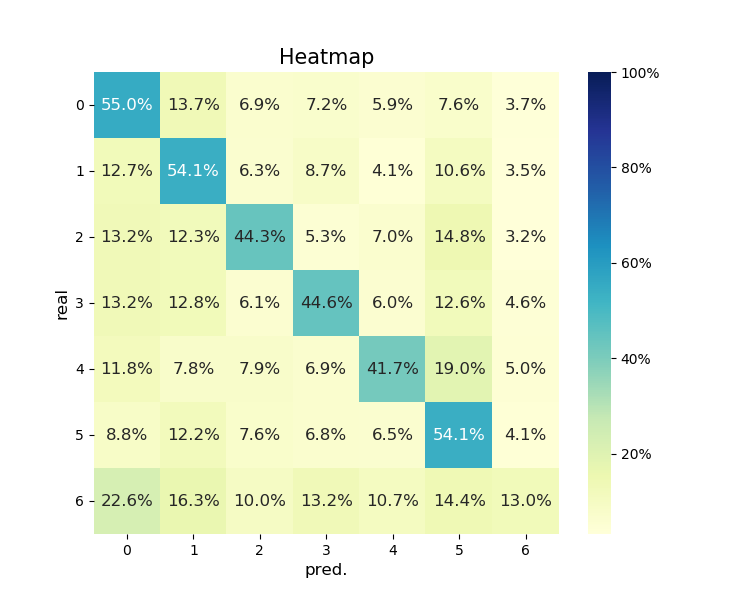 Heatmap
0 55.0% 13.7% 6.9% 7.2% 5.9% 7.6% 3.7%
1 12.7% 54.1% 6.3% 8.7% 4.1% 10.6% 3.5%
2 13.2% 12.3% 44.3% 5.3% 7.0% 14.8% 3.2%
3 13.2% 12.8% 6.1% 44.6% 6.0% 12.6% 4.6%
4 11.8% 7.8% 7.9% 6.9% 41.7% 19.0% 5.0%
5 8.8% 12.2% 7.6% 6.8% 6.5% 54.1% 4.1%
6 22.6% 16.3% 10.0% 13.2% 10.7% 14.4% 13.0%
0 1 2 3 4 5 6
pred.
real
100%
80%
60%
40%
20%